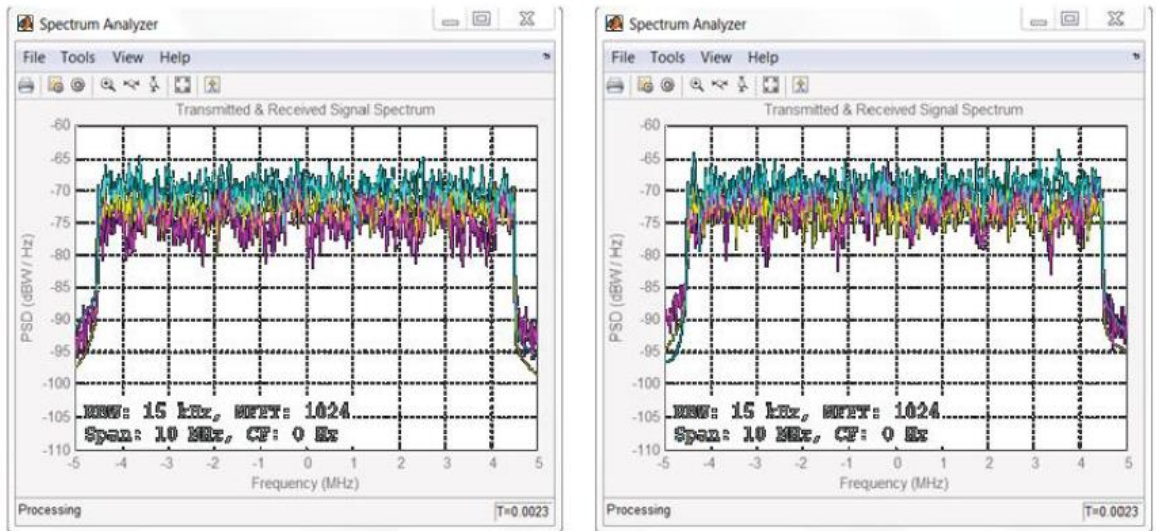 Spectrum Analyzer
File Tools View Help
Transmitted & Received Signal Spectrum
-60
-65
-70
-75
-80
-85
-90
-95
-100
-105
-110
PSD (dBW/Hz)
RBW: 15 kHz, NFFT: 1024
Span: 10 MHz, CF: 0 Hz
-5 -4 -3 -2 -1 0 1 2 3 4 5
Frequency (MHz)
Processing T=0.0023
Spectrum Analyzer
File Tools View Help
Transmitted & Received Signal Spectrum
-60
-65
-70
-75
-80
-85
-90
-95
-100
-105
-110
PSD (dBW/Hz)
RBW: 15 kHz, NFFT: 1024
Span: 10 MHz, CF: 0 Hz
-5 -4 -3 -2 -1 0 1 2 3 4 5
Frequency (MHz)
Processing T=0.0023